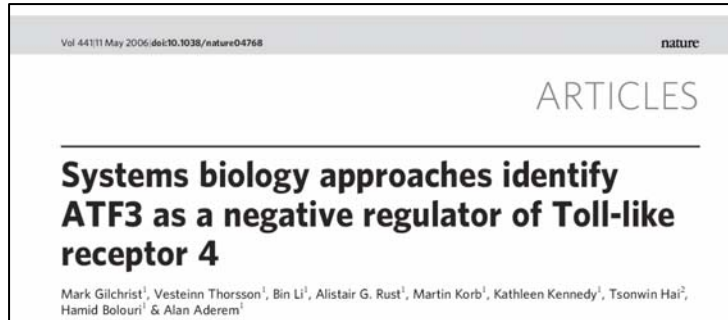 Vol 441|11 May 2006|doi:10.1038/nature04768 nature
ARTICLES
Systems biology approaches identify
ATF3 as a negative regulator of Toll-like
receptor 4
Mark Gilchrist¹, Vesteinn Thorsson¹, Bin Li¹, Alistair G. Rust¹, Martin Korb¹, Kathleen Kennedy¹, Tsonwin Hai²,
Hamid Bolouri¹ & Alan Aderem¹